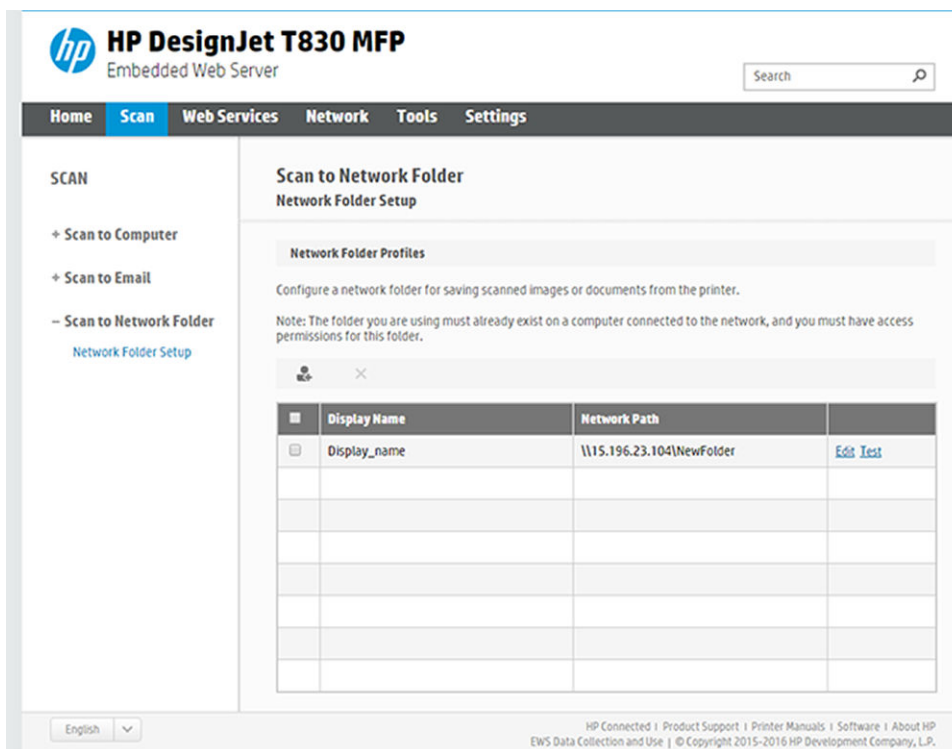 hp
HP DesignJet T830 MFP
Embedded Web Server
Search
Home Scan Web Services Network Tools Settings
SCAN
+ Scan to Computer
+ Scan to Email
– Scan to Network Folder
Network Folder Setup
Scan to Network Folder
Network Folder Setup
Network Folder Profiles
Configure a network folder for saving scanned images or documents from the printer.
Note: The folder you are using must already exist on a computer connected to the network, and you must have access
permissions for this folder.
Display Name Network Path
Display_name \\15.196.23.104\NewFolder Edit Test
English
HP Connected | Product Support | Printer Manuals | Software | About HP
EWS Data Collection and Use | © Copyright 2015-2016 HP Development Company, L.P.